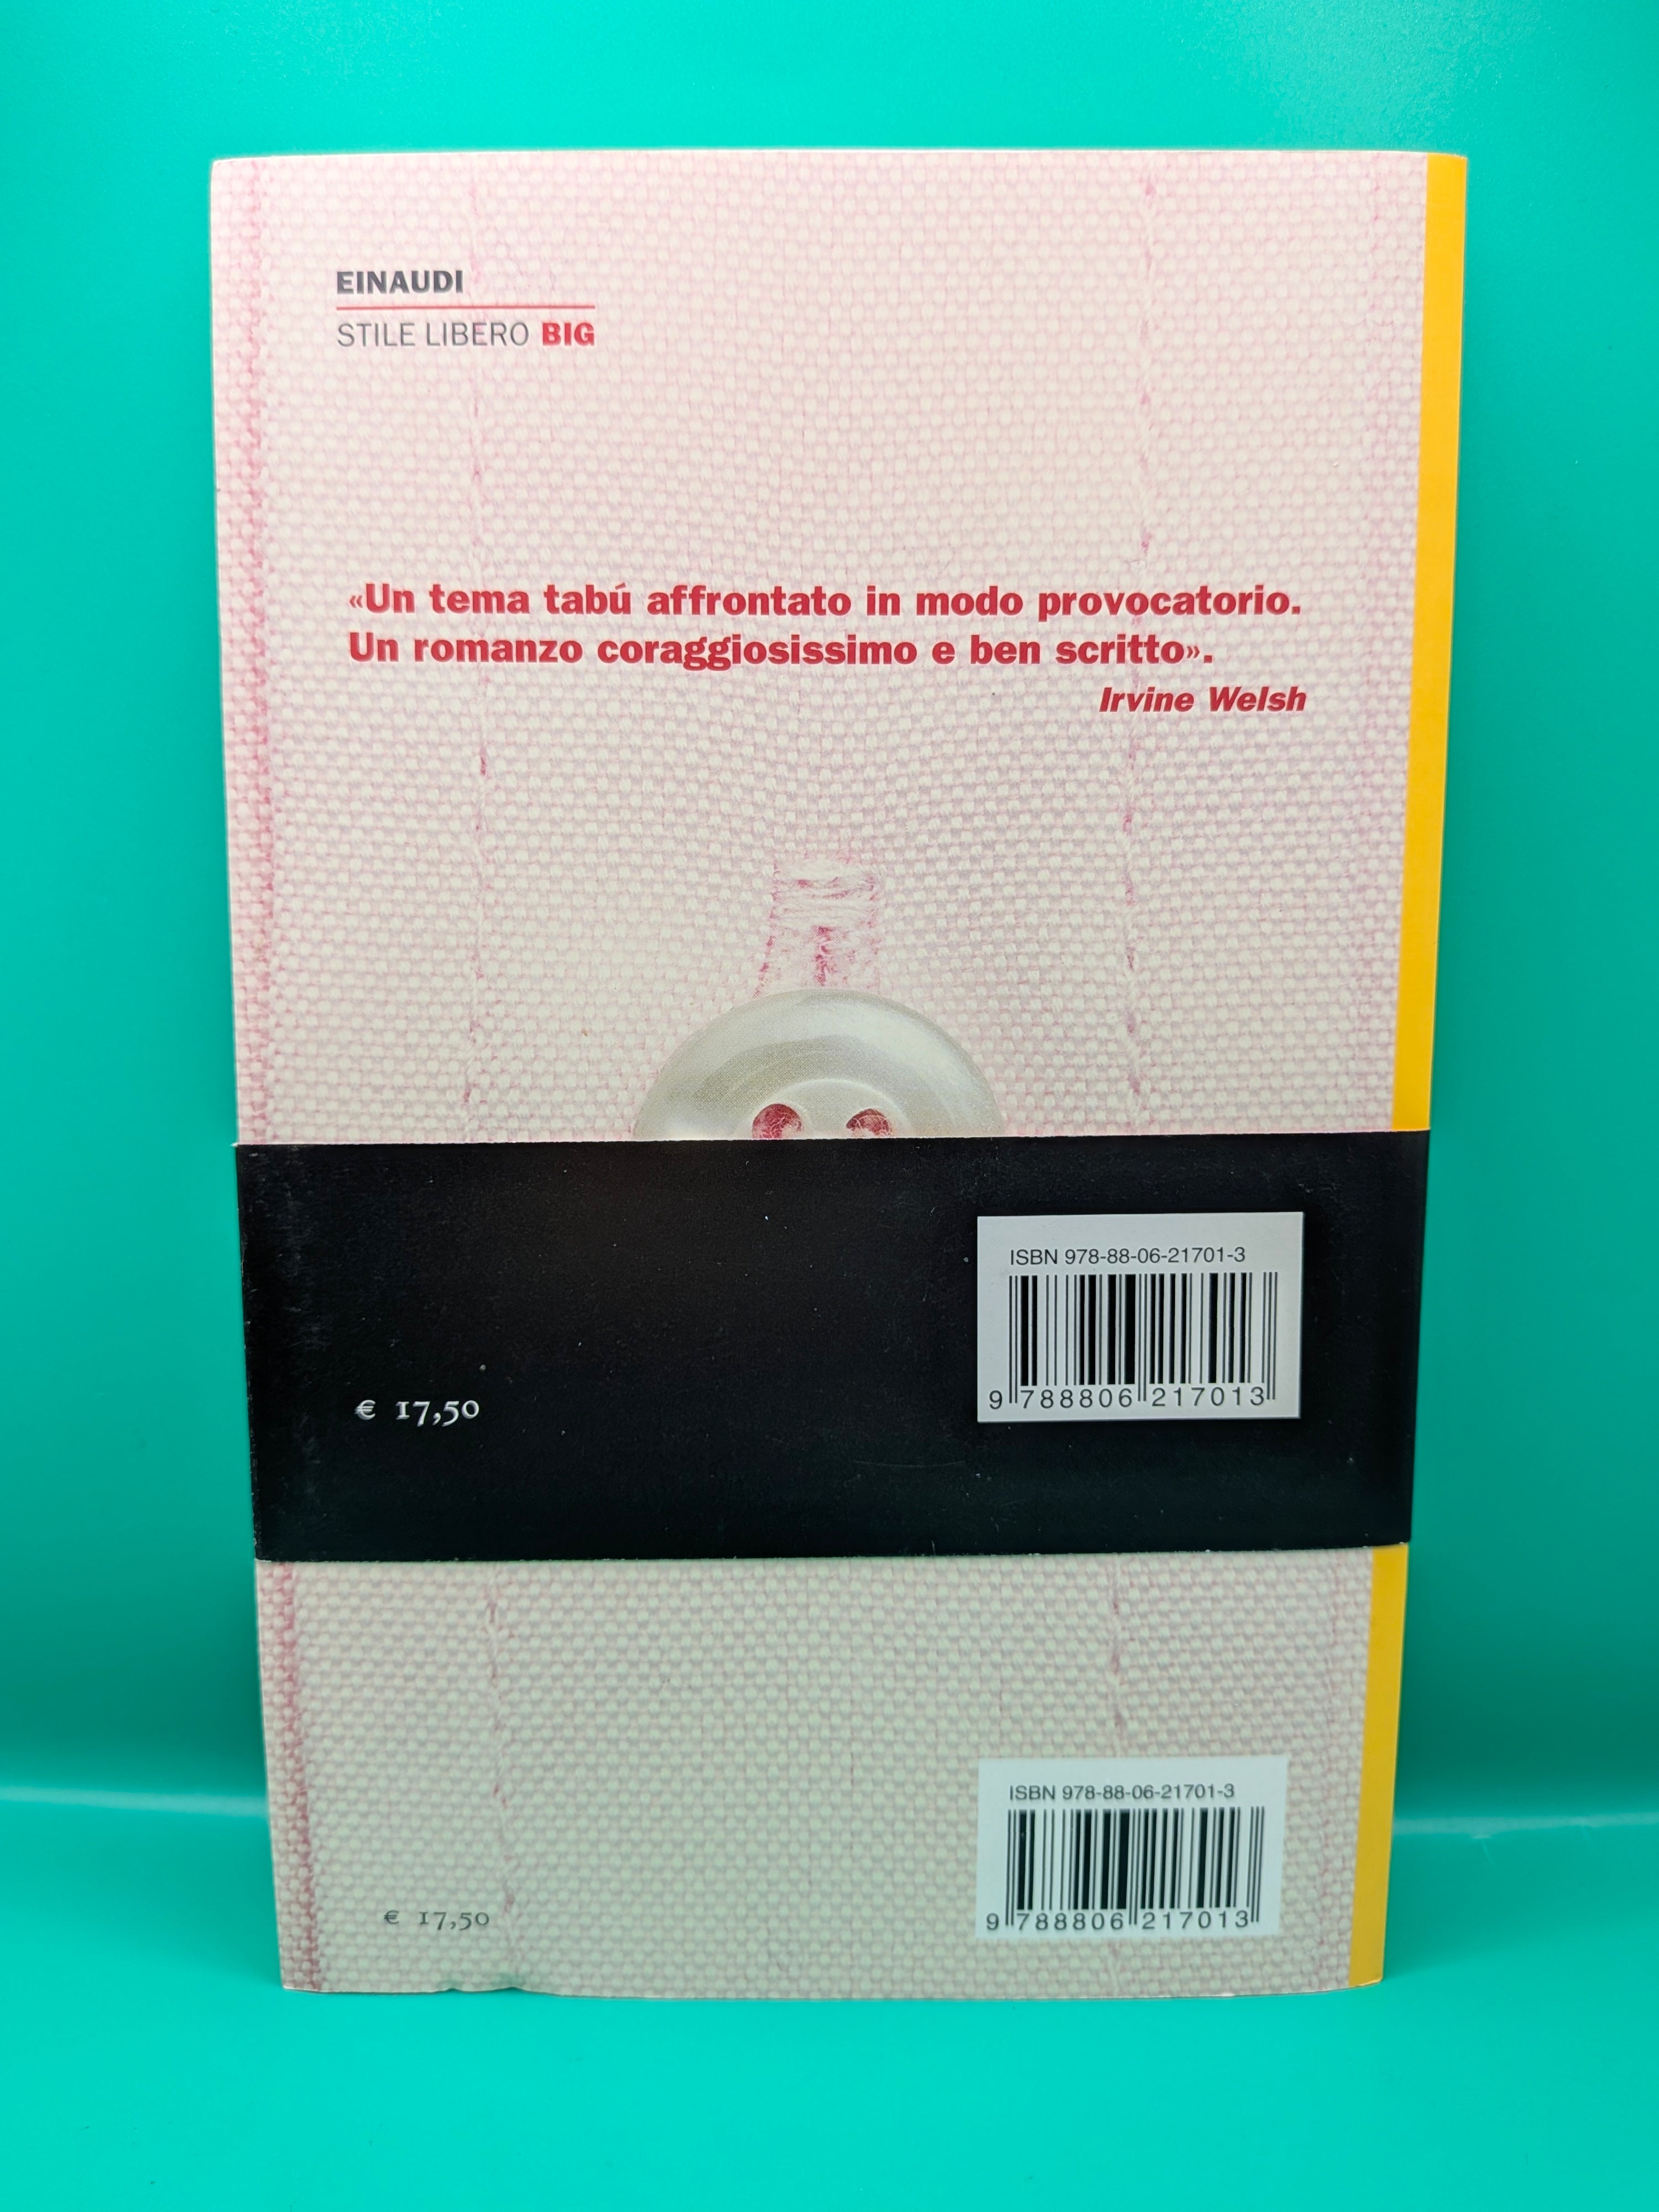 EINAUDI
STILE LIBERO BIG
«Un tema tabú affrontato in modo provocatorio.
Un romanzo coraggiosissimo e ben scritto».
Irvine Welsh
ISBN 978-88-06-21701-3
9 788806 217013
€ 17,50
ISBN 978-88-06-21701-3
9 788806 217013
€ 17,50